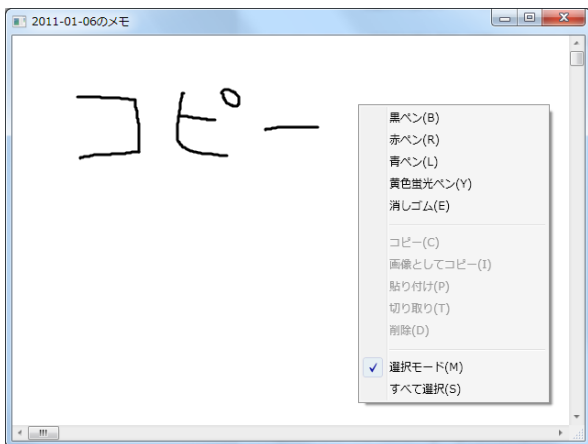 2011-01-06のメモ
コピー
黒ペン(B)
赤ペン(R)
青ペン(L)
黄色蛍光ペン(Y)
消しゴム(E)
コピー(C)
画像としてコピー(I)
貼り付け(P)
切り取り(T)
削除(D)
選択モード(M)
すべて選択(S)